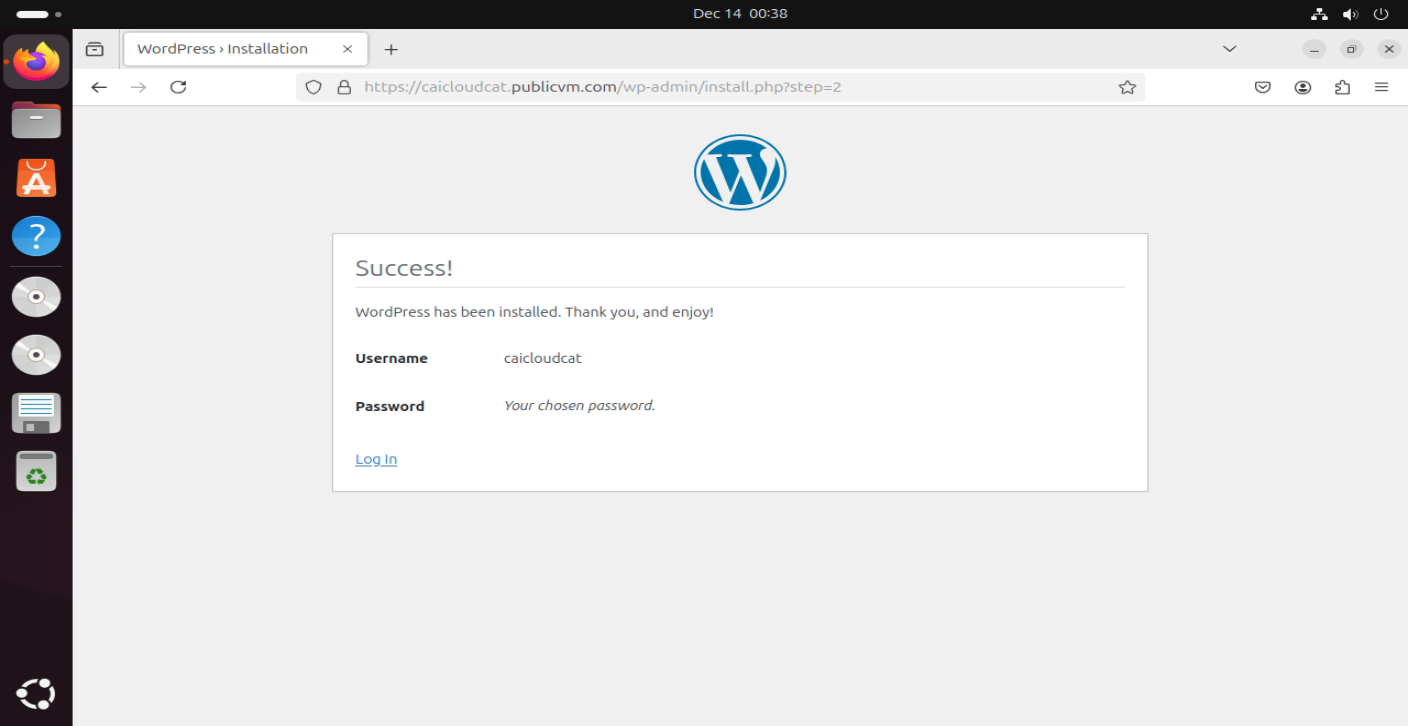 Dec 14 00:38
WordPress › Installation
https://caicloudcat.publicvm.com/wp-admin/install.php?step=2
Success!
WordPress has been installed. Thank you, and enjoy!
Username caicloudcat
Password Your chosen password.
Log In